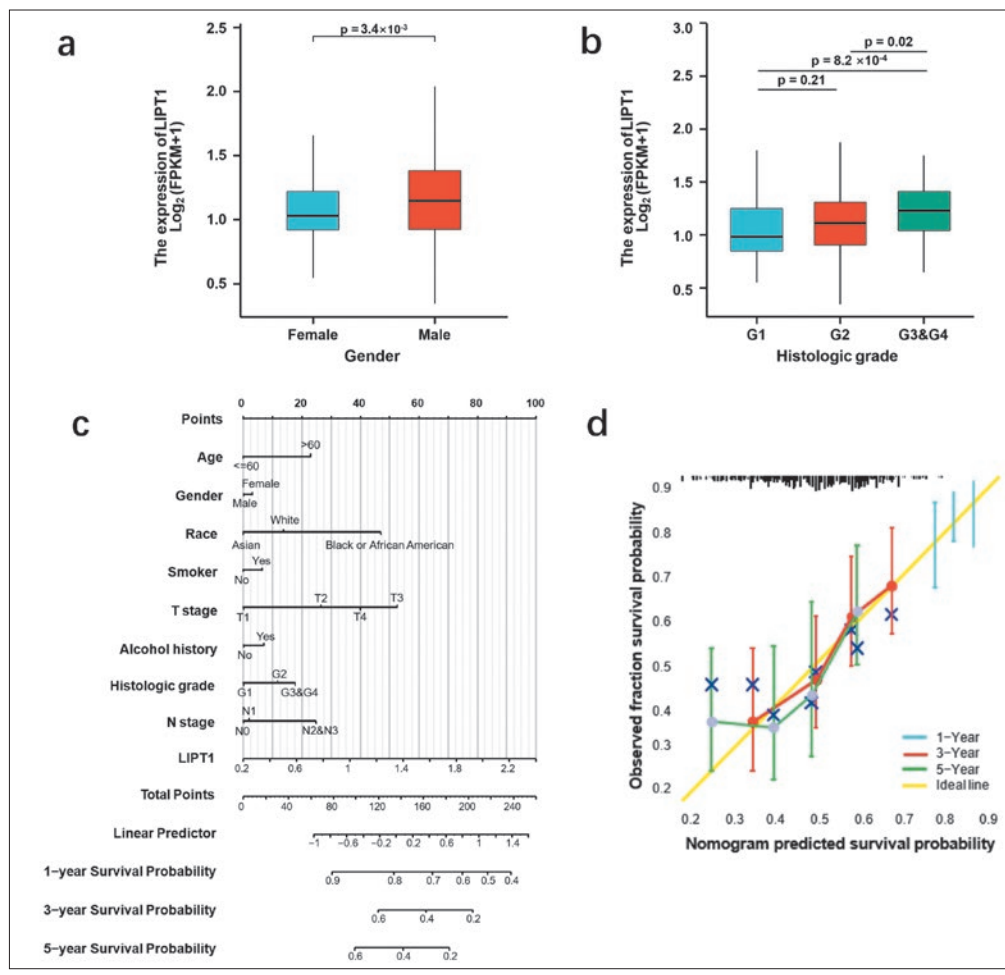 a
p = 3.4×10⁻³
2.5
2.0
1.5
1.0
0.5
The expression of LIPT1
Log₂ (FPKM+1)
Female
Male
Gender
b
p = 0.02
p = 8.2 ×10⁻⁴
p = 0.21
3.0
2.5
2.0
1.5
1.0
0.5
The expression of LIPT1
Log₂ (FPKM+1)
G1
G2
G3&G4
Histologic grade
c
0 20 40 60 80 100
Points
>60
Age
<=60
Female
Gender
Male
White
Race
Asian
Black or African American
Yes
Smoker
No
T2 T3
T stage
T1 T4
Yes
Alcohol history
No
G2
Histologic grade
G1 G3&G4
N1
N stage
N0 N2&N3
LIPT1
0.2 0.6 1 1.4 1.8 2.2
Total Points
0 20 40 60 80 120 160 200 240
Linear Predictor
−1 −0.6 −0.2 0.2 0.6 1 1.4
1−year Survival Probability
0.9 0.8 0.7 0.6 0.5 0.4
3−year Survival Probability
0.6 0.4 0.2
5−year Survival Probability
0.6 0.4 0.2
d
0.9
0.8
0.7
0.6
0.5
0.4
0.3
0.2
Observed fraction survival probability
1−Year
3−Year
5−Year
Ideal line
0.2 0.3 0.4 0.5 0.6 0.7 0.8 0.9
Nomogram predicted survival probability